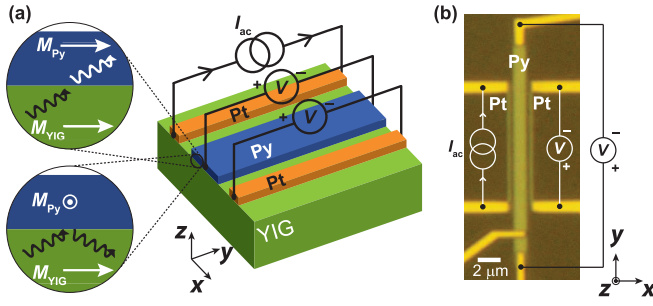 (a)
I_ac
M_Py
M_YIG
M_Py
M_YIG
+ V −
+ V −
Pt
Py
Pt
YIG
z
y
x
(b)
Py
Pt
Pt
I_ac
−
V
+
−
V
+
2 μm
y
z
x